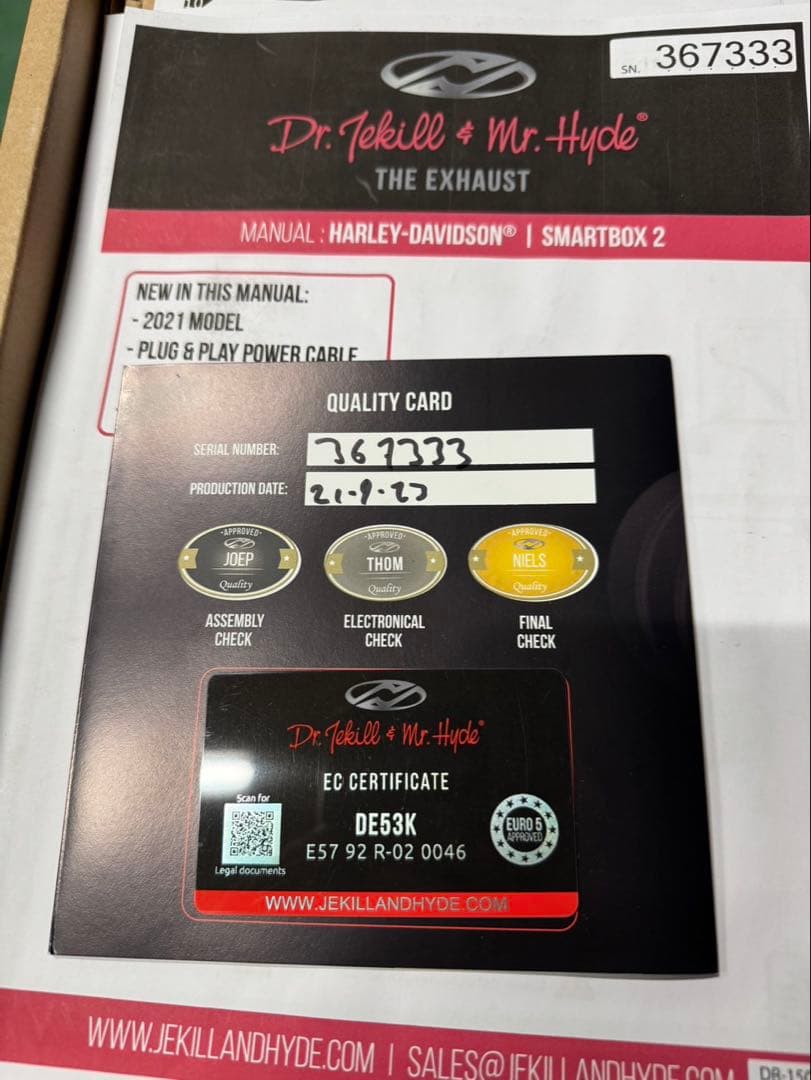 SN. 367333
Dr. Jekill & Mr. Hyde®
THE EXHAUST
MANUAL : HARLEY-DAVIDSON® | SMARTBOX 2
NEW IN THIS MANUAL:
- 2021 MODEL
- PLUG & PLAY POWER CABLE
QUALITY CARD
SERIAL NUMBER: 367333
PRODUCTION DATE: 21-9-23
·APPROVED· ·APPROVED· ·APPROVED·
JOEP THOM NIELS
Quality Quality Quality
ASSEMBLY CHECK
ELECTRONICAL CHECK
FINAL CHECK
Dr. Jekill & Mr. Hyde®
EC CERTIFICATE
Scan for
Legal documents
DE53K
E57 92 R-02 0046
EURO 5
APPROVED
WWW.JEKILLANDHYDE.COM
WWW.JEKILLANDHYDE.COM | SALES@JEKILLANDHYDE.COM